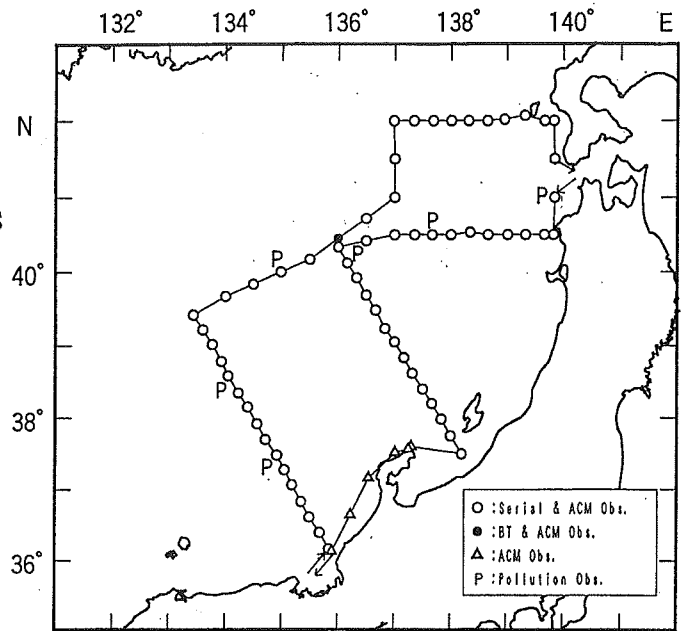 132° 134° 136° 138° 140° E
N
P
P
P
40°
P
P
38°
P
36°
○ :Serial & ACM Obs.
● :BT & ACM Obs.
△ :ACM Obs.
P :Pollution Obs.